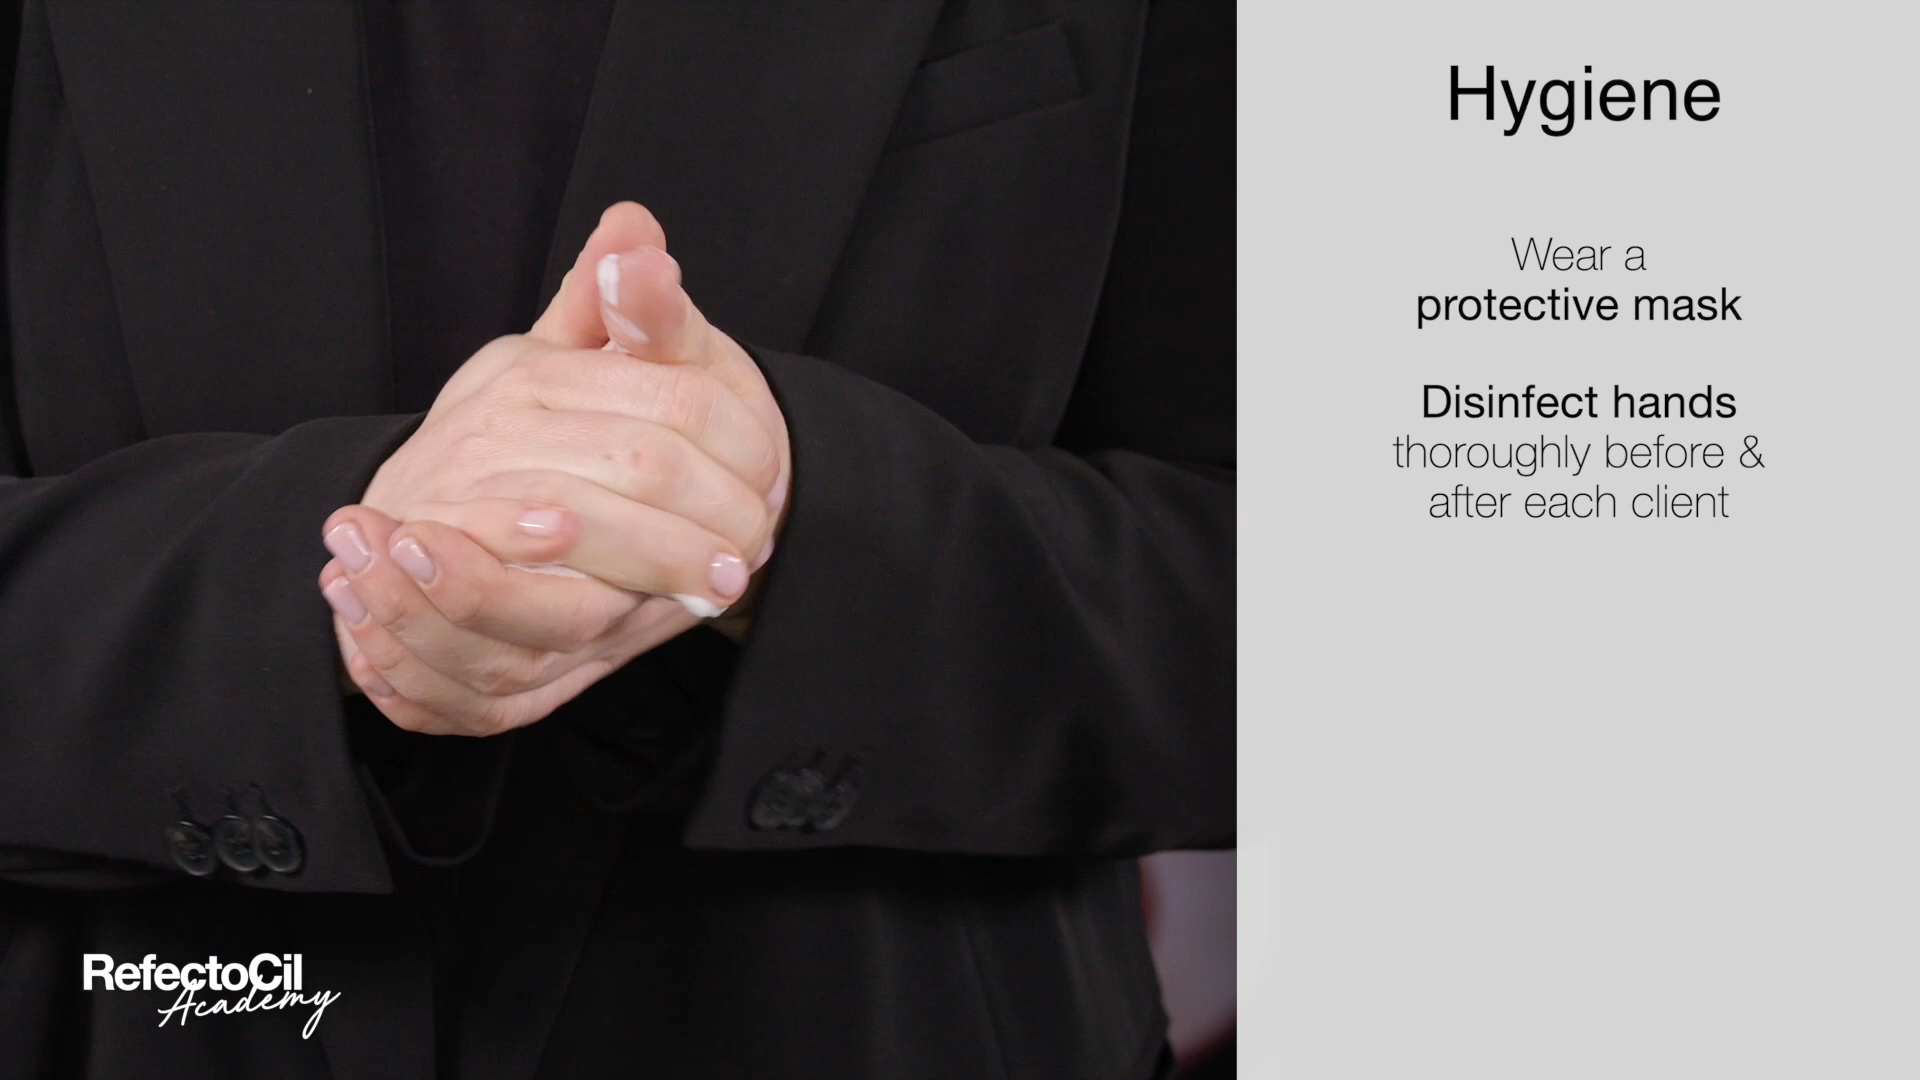 Hygiene
Wear a
protective mask
Disinfect hands
thoroughly before &
after each client
RefectoCil
Academy